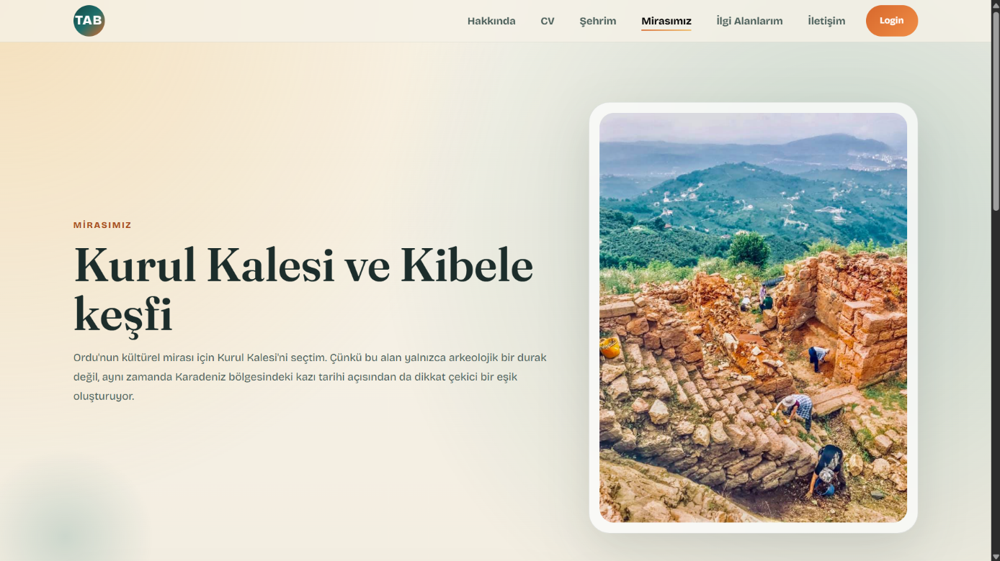 TAB
Hakkında
CV
Şehrim
Mirasımız
İlgi Alanlarım
İletişim
Login
MİRASIMIZ
Kurul Kalesi ve Kibele
keşfi
Ordu'nun kültürel mirası için Kurul Kalesi'ni seçtim. Çünkü bu alan yalnızca arkeolojik bir durak
değil, aynı zamanda Karadeniz bölgesindeki kazı tarihi açısından da dikkat çekici bir eşik
oluşturuyor.